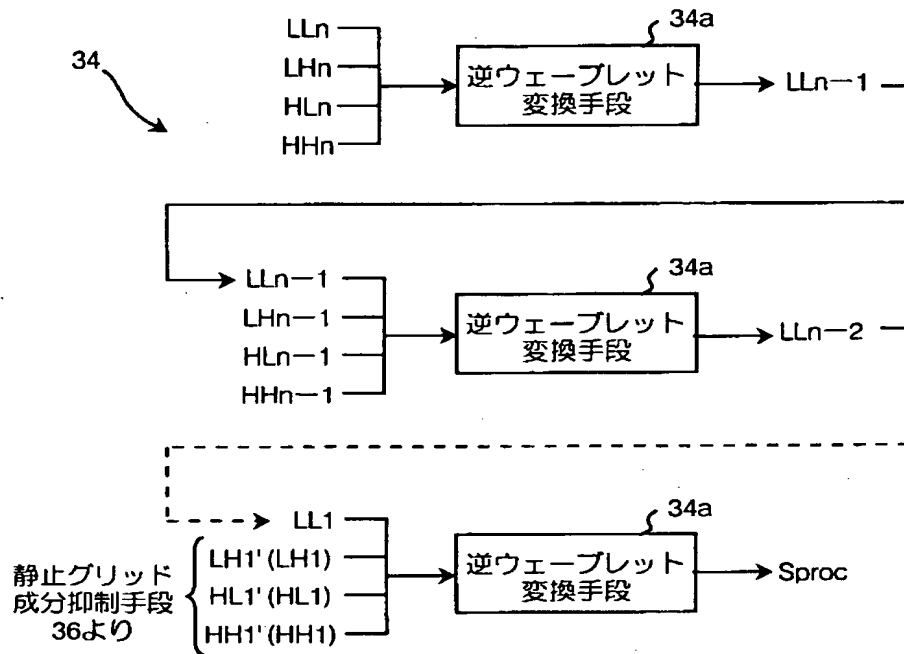 34
LLn
LHn
HLn
HHn
34a
逆ウェーブレット
変換手段
LLn−1
LLn−1
LHn−1
HLn−1
HHn−1
34a
逆ウェーブレット
変換手段
LLn−2
LL1
LH1'(LH1)
HL1'(HL1)
HH1'(HH1)
静止グリッド
成分抑制手段
36より
34a
逆ウェーブレット
変換手段
Sproc